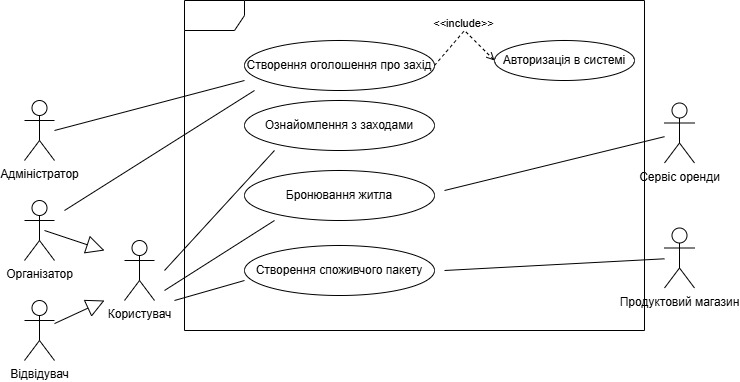 <<include>>
Створення оголошення про захід
Авторизація в системі
Ознайомлення з заходами
Адміністратор
Сервіс оренди
Бронювання житла
Організатор
Створення споживчого пакету
Користувач
Продуктовий магазин
Відвідувач